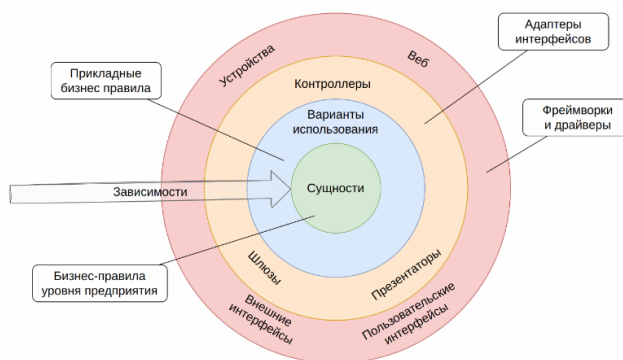 Адаптеры
интерфейсов
Устройства
Веб
Прикладные
бизнес правила
Контроллеры
Варианты
использования
Фреймворки
и драйверы
Зависимости
Сущности
Бизнес-правила
уровня предприятия
Шлюзы
Презентаторы
Внешние
интерфейсы
Пользовательские
интерфейсы